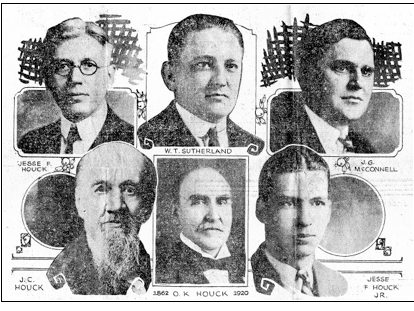 JESSE F.
HOUCK
W.T. SUTHERLAND
J.G.
McCONNELL
J.C.
HOUCK
1862 O.K. HOUCK 1920
JESSE
F HOUCK
JR.